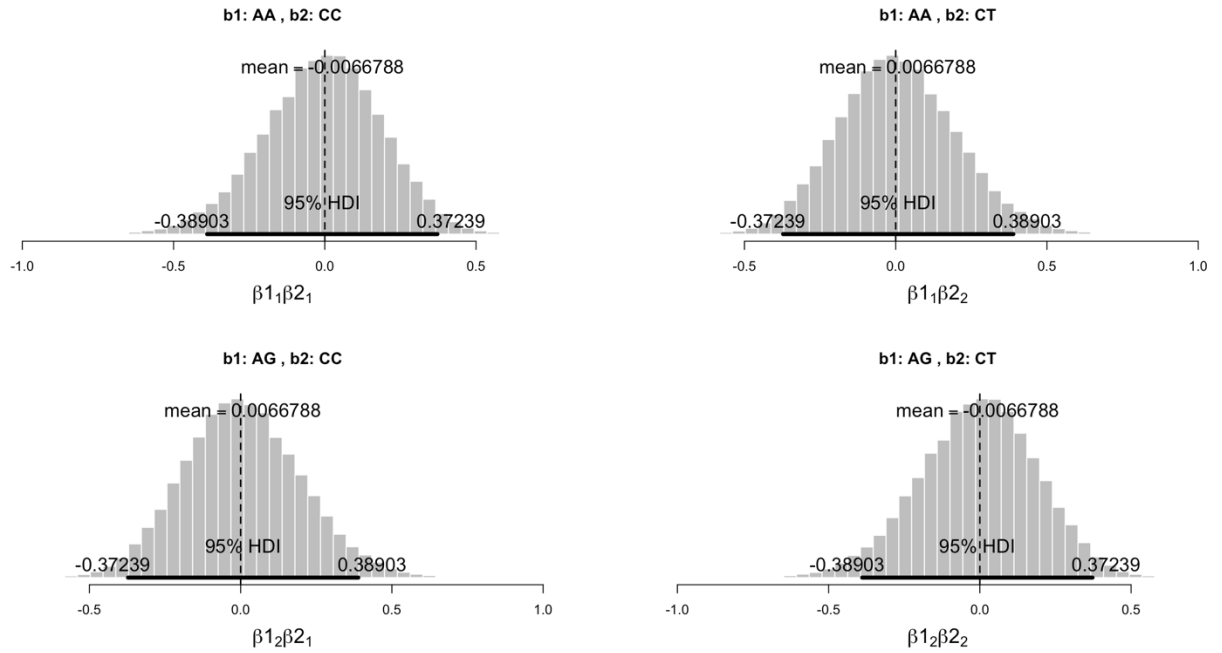 b1: AA , b2: CC
mean = -0.0066788
95% HDI
-0.38903 0.37239
-1.0 -0.5 0.0 0.5
β1₁β2₁
b1: AA , b2: CT
mean = 0.0066788
95% HDI
-0.37239 0.38903
-0.5 0.0 0.5 1.0
β1₁β2₂
b1: AG , b2: CC
mean = 0.0066788
95% HDI
-0.37239 0.38903
-0.5 0.0 0.5 1.0
β1₂β2₁
b1: AG , b2: CT
mean = -0.0066788
95% HDI
-0.38903 0.37239
-1.0 -0.5 0.0 0.5
β1₂β2₂